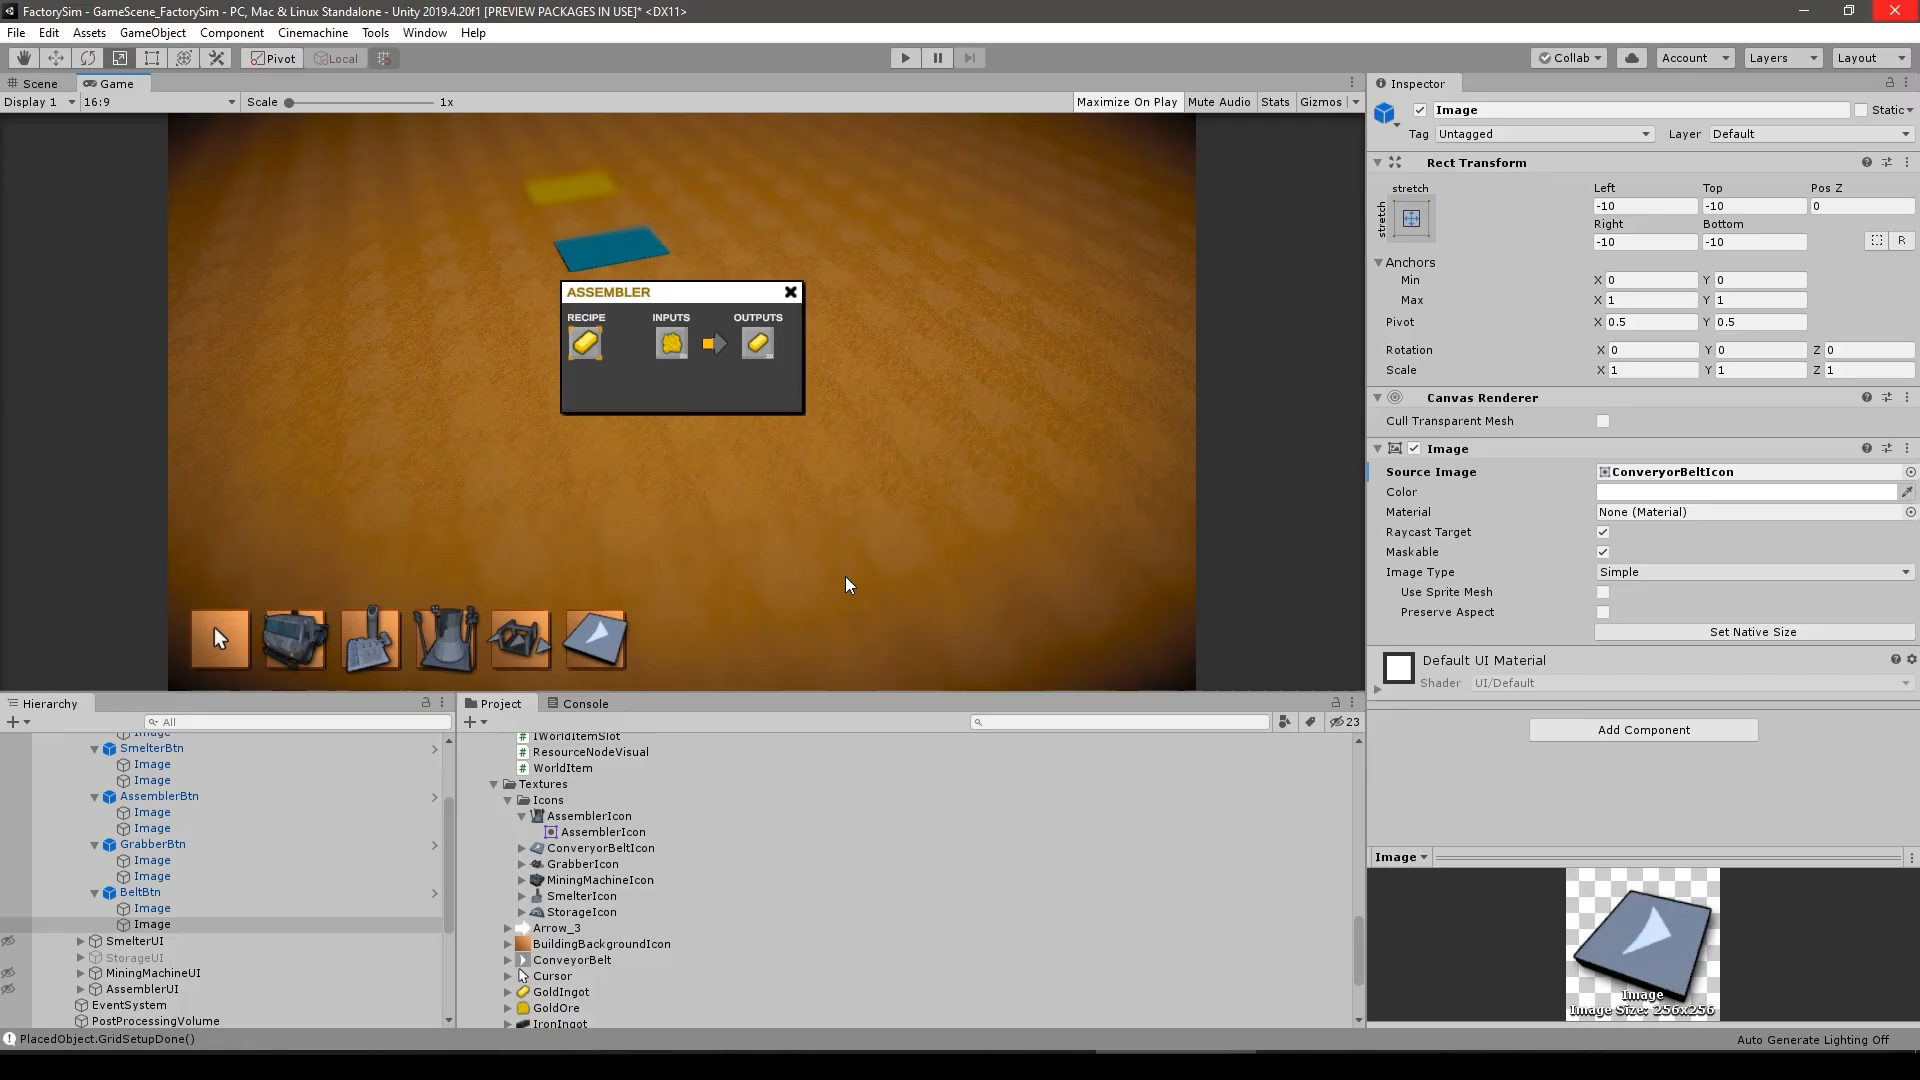 FactorySim - GameScene_FactorySim - PC, Mac & Linux Standalone - Unity 2019.4.20f1 [PREVIEW PACKAGES IN USE]* <DX11>
File Edit Assets GameObject Component Cinemachine Tools Window Help
Pivot Local Collab Account Layers Layout
Scene Game
Display 1 16:9 Scale 1x Maximize On Play Mute Audio Stats Gizmos
ASSEMBLER
RECIPE INPUTS OUTPUTS
Hierarchy
All
Image
SmelterBtn
Image
Image
AssemblerBtn
Image
Image
GrabberBtn
Image
Image
BeltBtn
Image
Image
SmelterUI
StorageUI
MiningMachineUI
AssemblerUI
EventSystem
PostProcessingVolume
Project Console
23
IWorldItemSlot
ResourceNodeVisual
WorldItem
Textures
Icons
AssemblerIcon
AssemblerIcon
ConveryorBeltIcon
GrabberIcon
MiningMachineIcon
SmelterIcon
StorageIcon
Arrow_3
BuildingBackgroundIcon
ConveyorBelt
Cursor
GoldIngot
GoldOre
IronIngot
Inspector
Image Static
Tag Untagged Layer Default
Rect Transform
stretch Left Top Pos Z
stretch -10 -10 0
Right Bottom
-10 -10 R
Anchors
Min X 0 Y 0
Max X 1 Y 1
Pivot X 0.5 Y 0.5
Rotation X 0 Y 0 Z 0
Scale X 1 Y 1 Z 1
Canvas Renderer
Cull Transparent Mesh
Image
Source Image ConveryorBeltIcon
Color
Material None (Material)
Raycast Target
Maskable
Image Type Simple
Use Sprite Mesh
Preserve Aspect
Set Native Size
Default UI Material
Shader UI/Default
Add Component
Image
Image
Image Size: 256x256
PlacedObject.GridSetupDone()
Auto Generate Lighting Off